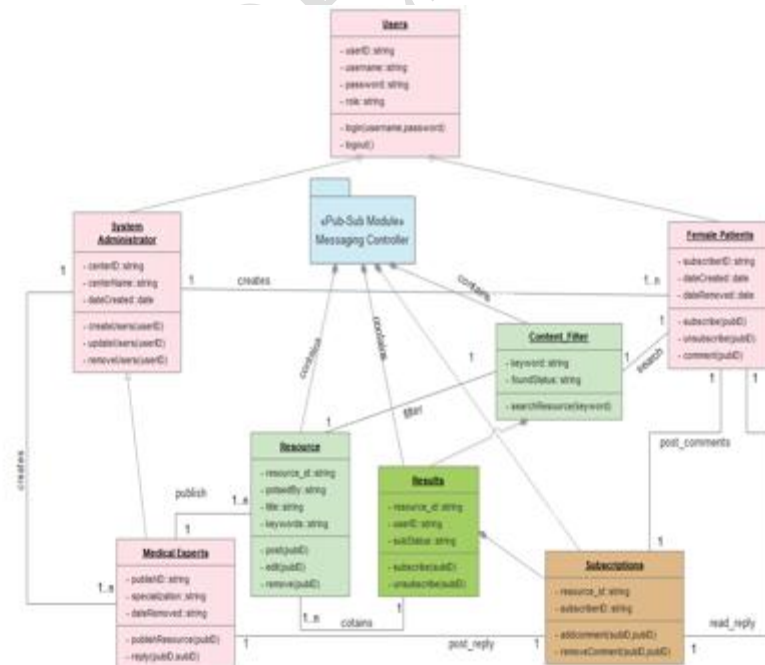 Users
- userID: string
- username: string
- password: string
- role: string
- login(username,password)
- logout()
«Pub-Sub Module»
Messaging Controller
System
Administrator
- centerID: string
- centerName: string
- dateCreated: date
- createUsers(userID)
- updateUsers(userID)
- removeUsers(userID)
Female Patients
- subscriberID: string
- dateCreated: date
- dateRemoved: date
- subscribe(pubID)
- unsubscribe(pubID)
- comment(pubID)
1
1
creates
1..n
contains
contains
contains
Content_Filter
- keyword: string
- foundStatus: string
- searchResource(keyword)
1
1
search
1
1
filter
1
1
post_comments
Resource
- resource_id: string
- title: string
- keywords: string
- post(pubID)
- edit(pubID)
- remove(pubID)
Results
- resource_id: string
- userID: string
- subStatus: string
- subscribe(subID)
- unsubscribe(subID)
creates
publish
1..n
1
Medical Experts
- publishID: string
- specialization: string
- dateRemoved: string
- publishResource(pubID)
- reply(pubID,subID)
1..n
1..n
cotains
1
1
Subscriptions
- resource_id: string
- subscriberID: string
- addcomment(subID,pubID)
- removeComment(subID,pubID)
1
post_reply
1
1
read_reply